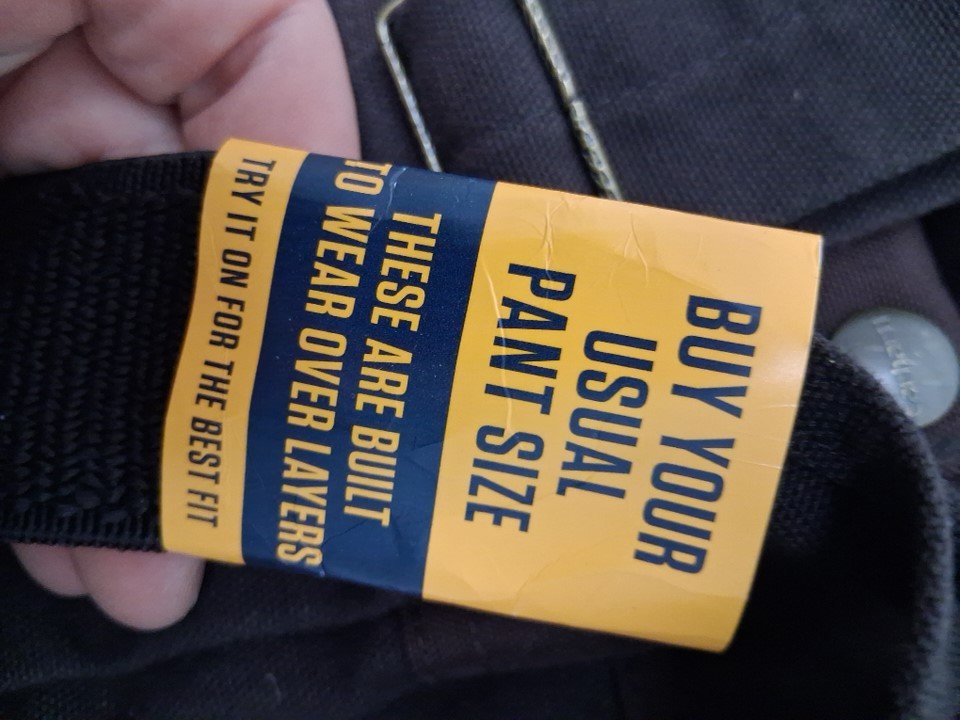 BUY YOUR
USUAL
PANT SIZE
THESE ARE BUILT
TO WEAR OVER LAYERS
TRY IT ON FOR THE BEST FIT